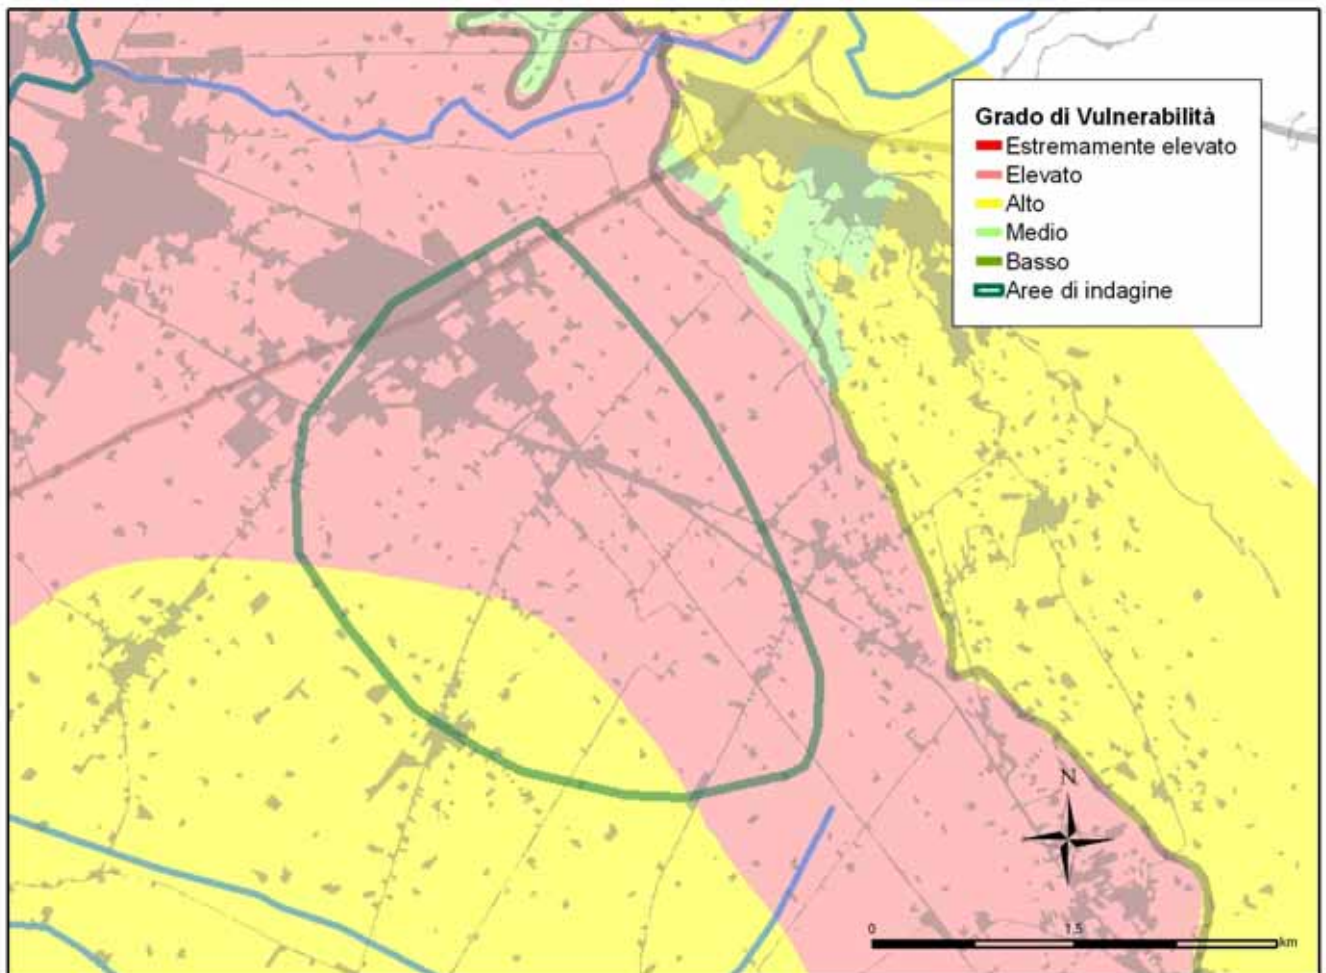 Grado di Vulnerabilità
Estremamente elevato
Elevato
Alto
Medio
Basso
Aree di indagine
N
0 1,5
km